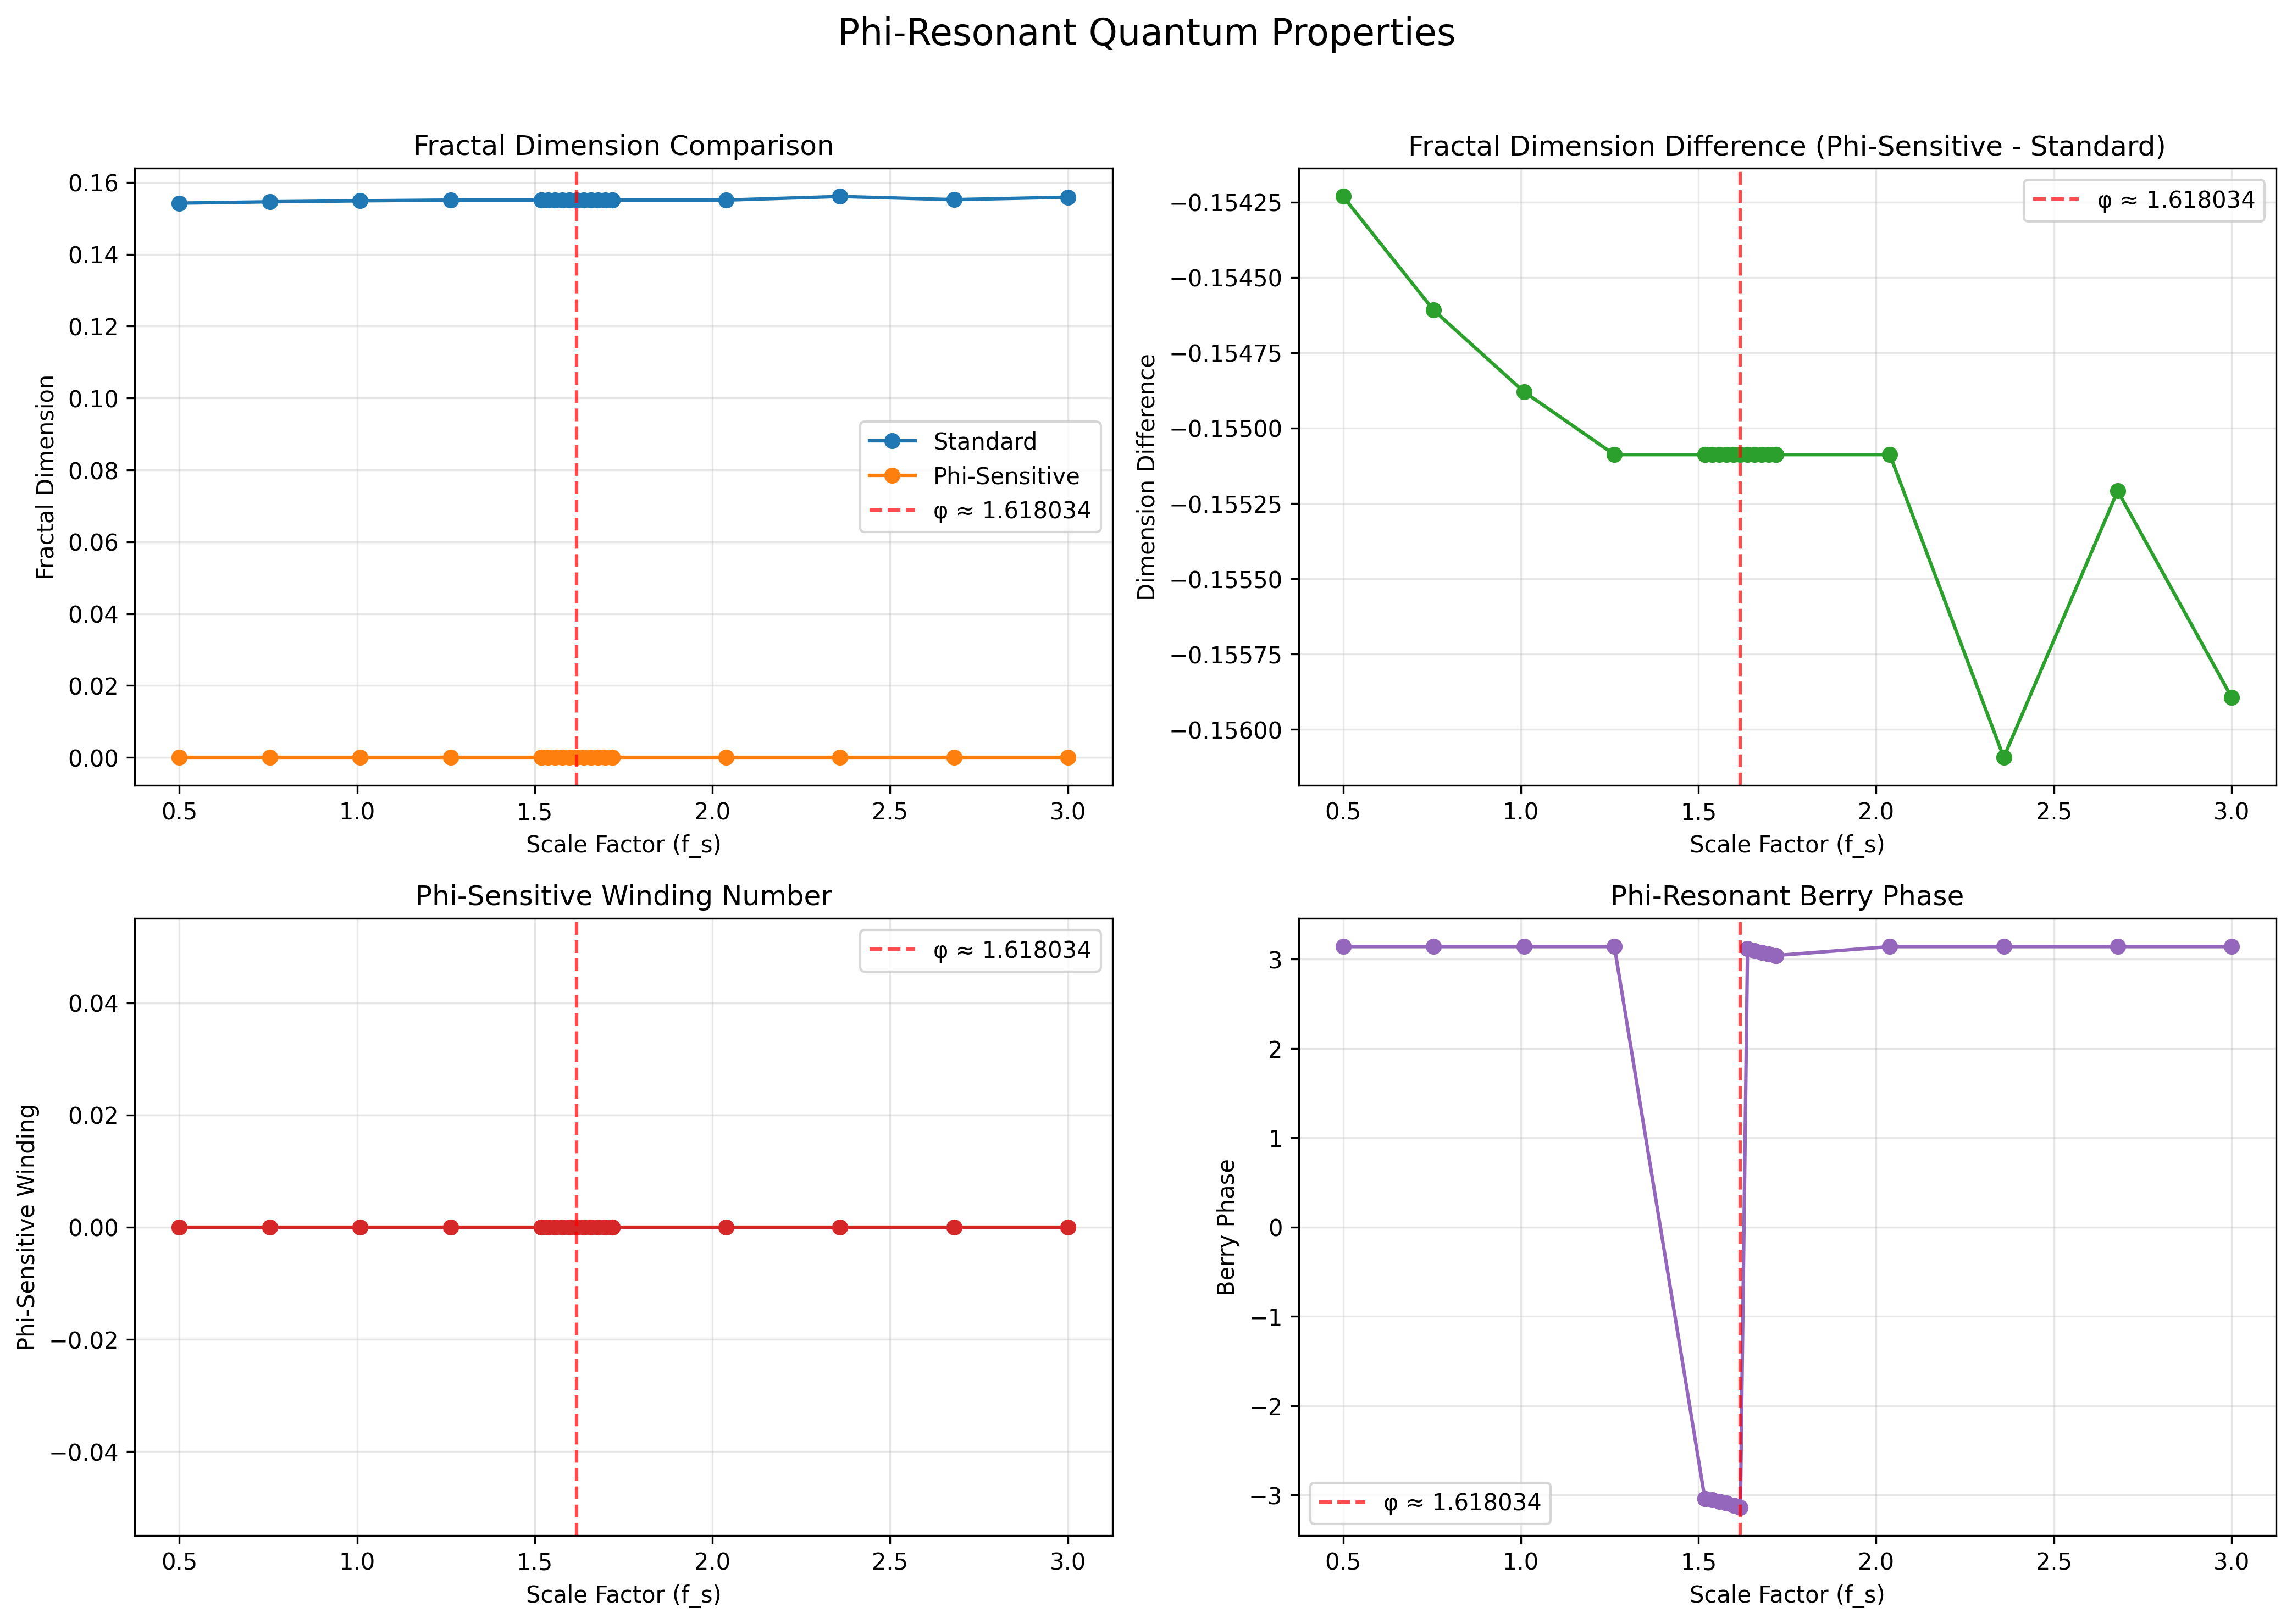 Phi-Resonant Quantum Properties
Fractal Dimension Comparison
Fractal Dimension
0.16
0.14
0.12
0.10
0.08
0.06
0.04
0.02
0.00
Standard
Phi-Sensitive
φ ≈ 1.618034
0.5 1.0 1.5 2.0 2.5 3.0
Scale Factor (f_s)
Fractal Dimension Difference (Phi-Sensitive - Standard)
Dimension Difference
−0.15425
−0.15450
−0.15475
−0.15500
−0.15525
−0.15550
−0.15575
−0.15600
φ ≈ 1.618034
0.5 1.0 1.5 2.0 2.5 3.0
Scale Factor (f_s)
Phi-Sensitive Winding Number
Phi-Sensitive Winding
0.04
0.02
0.00
−0.02
−0.04
φ ≈ 1.618034
0.5 1.0 1.5 2.0 2.5 3.0
Scale Factor (f_s)
Phi-Resonant Berry Phase
Berry Phase
3
2
1
0
−1
−2
−3
φ ≈ 1.618034
0.5 1.0 1.5 2.0 2.5 3.0
Scale Factor (f_s)